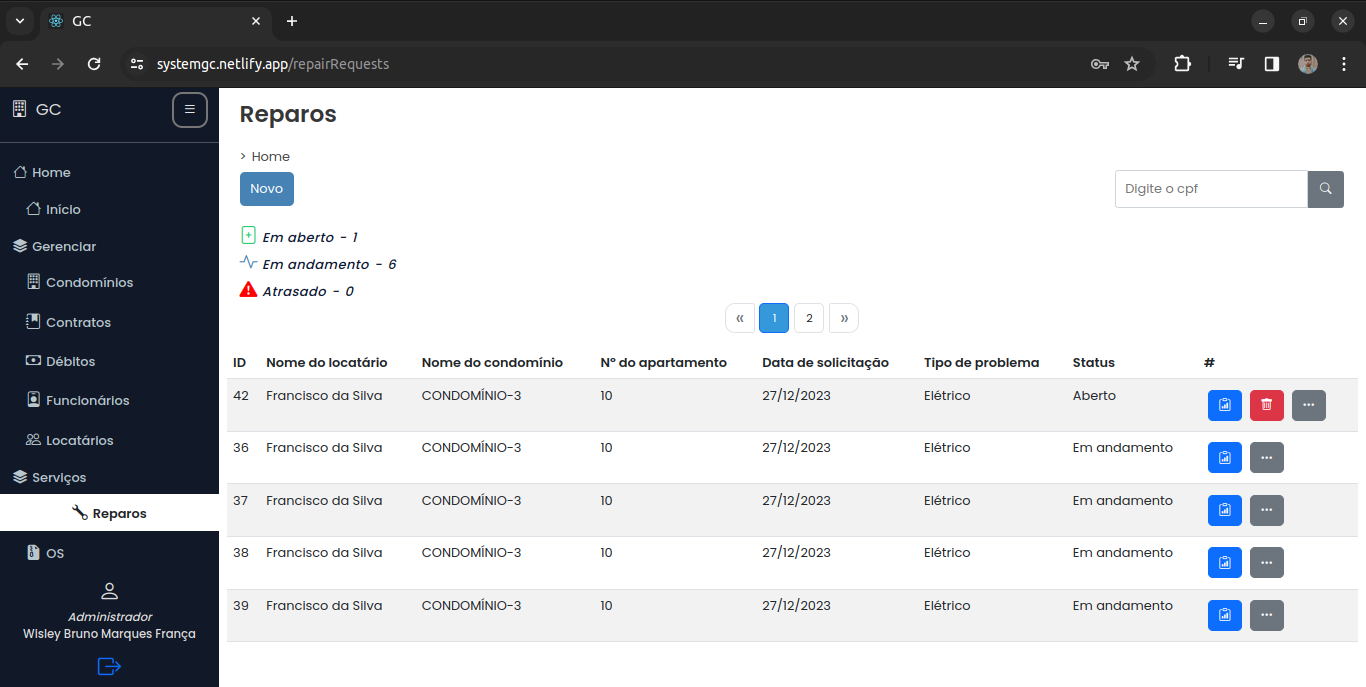 GC
systemgc.netlify.app/repairRequests
GC
Home
Início
Gerenciar
Condomínios
Contratos
Débitos
Funcionários
Locatários
Serviços
Reparos
OS
Administrador
Wisley Bruno Marques França
Reparos
> Home
Novo
Digite o cpf
Em aberto - 1
Em andamento - 6
Atrasado - 0
« 1 2 »
ID Nome do locatário Nome do condomínio Nº do apartamento Data de solicitação Tipo de problema Status #
42 Francisco da Silva CONDOMÍNIO-3 10 27/12/2023 Elétrico Aberto
36 Francisco da Silva CONDOMÍNIO-3 10 27/12/2023 Elétrico Em andamento
37 Francisco da Silva CONDOMÍNIO-3 10 27/12/2023 Elétrico Em andamento
38 Francisco da Silva CONDOMÍNIO-3 10 27/12/2023 Elétrico Em andamento
39 Francisco da Silva CONDOMÍNIO-3 10 27/12/2023 Elétrico Em andamento